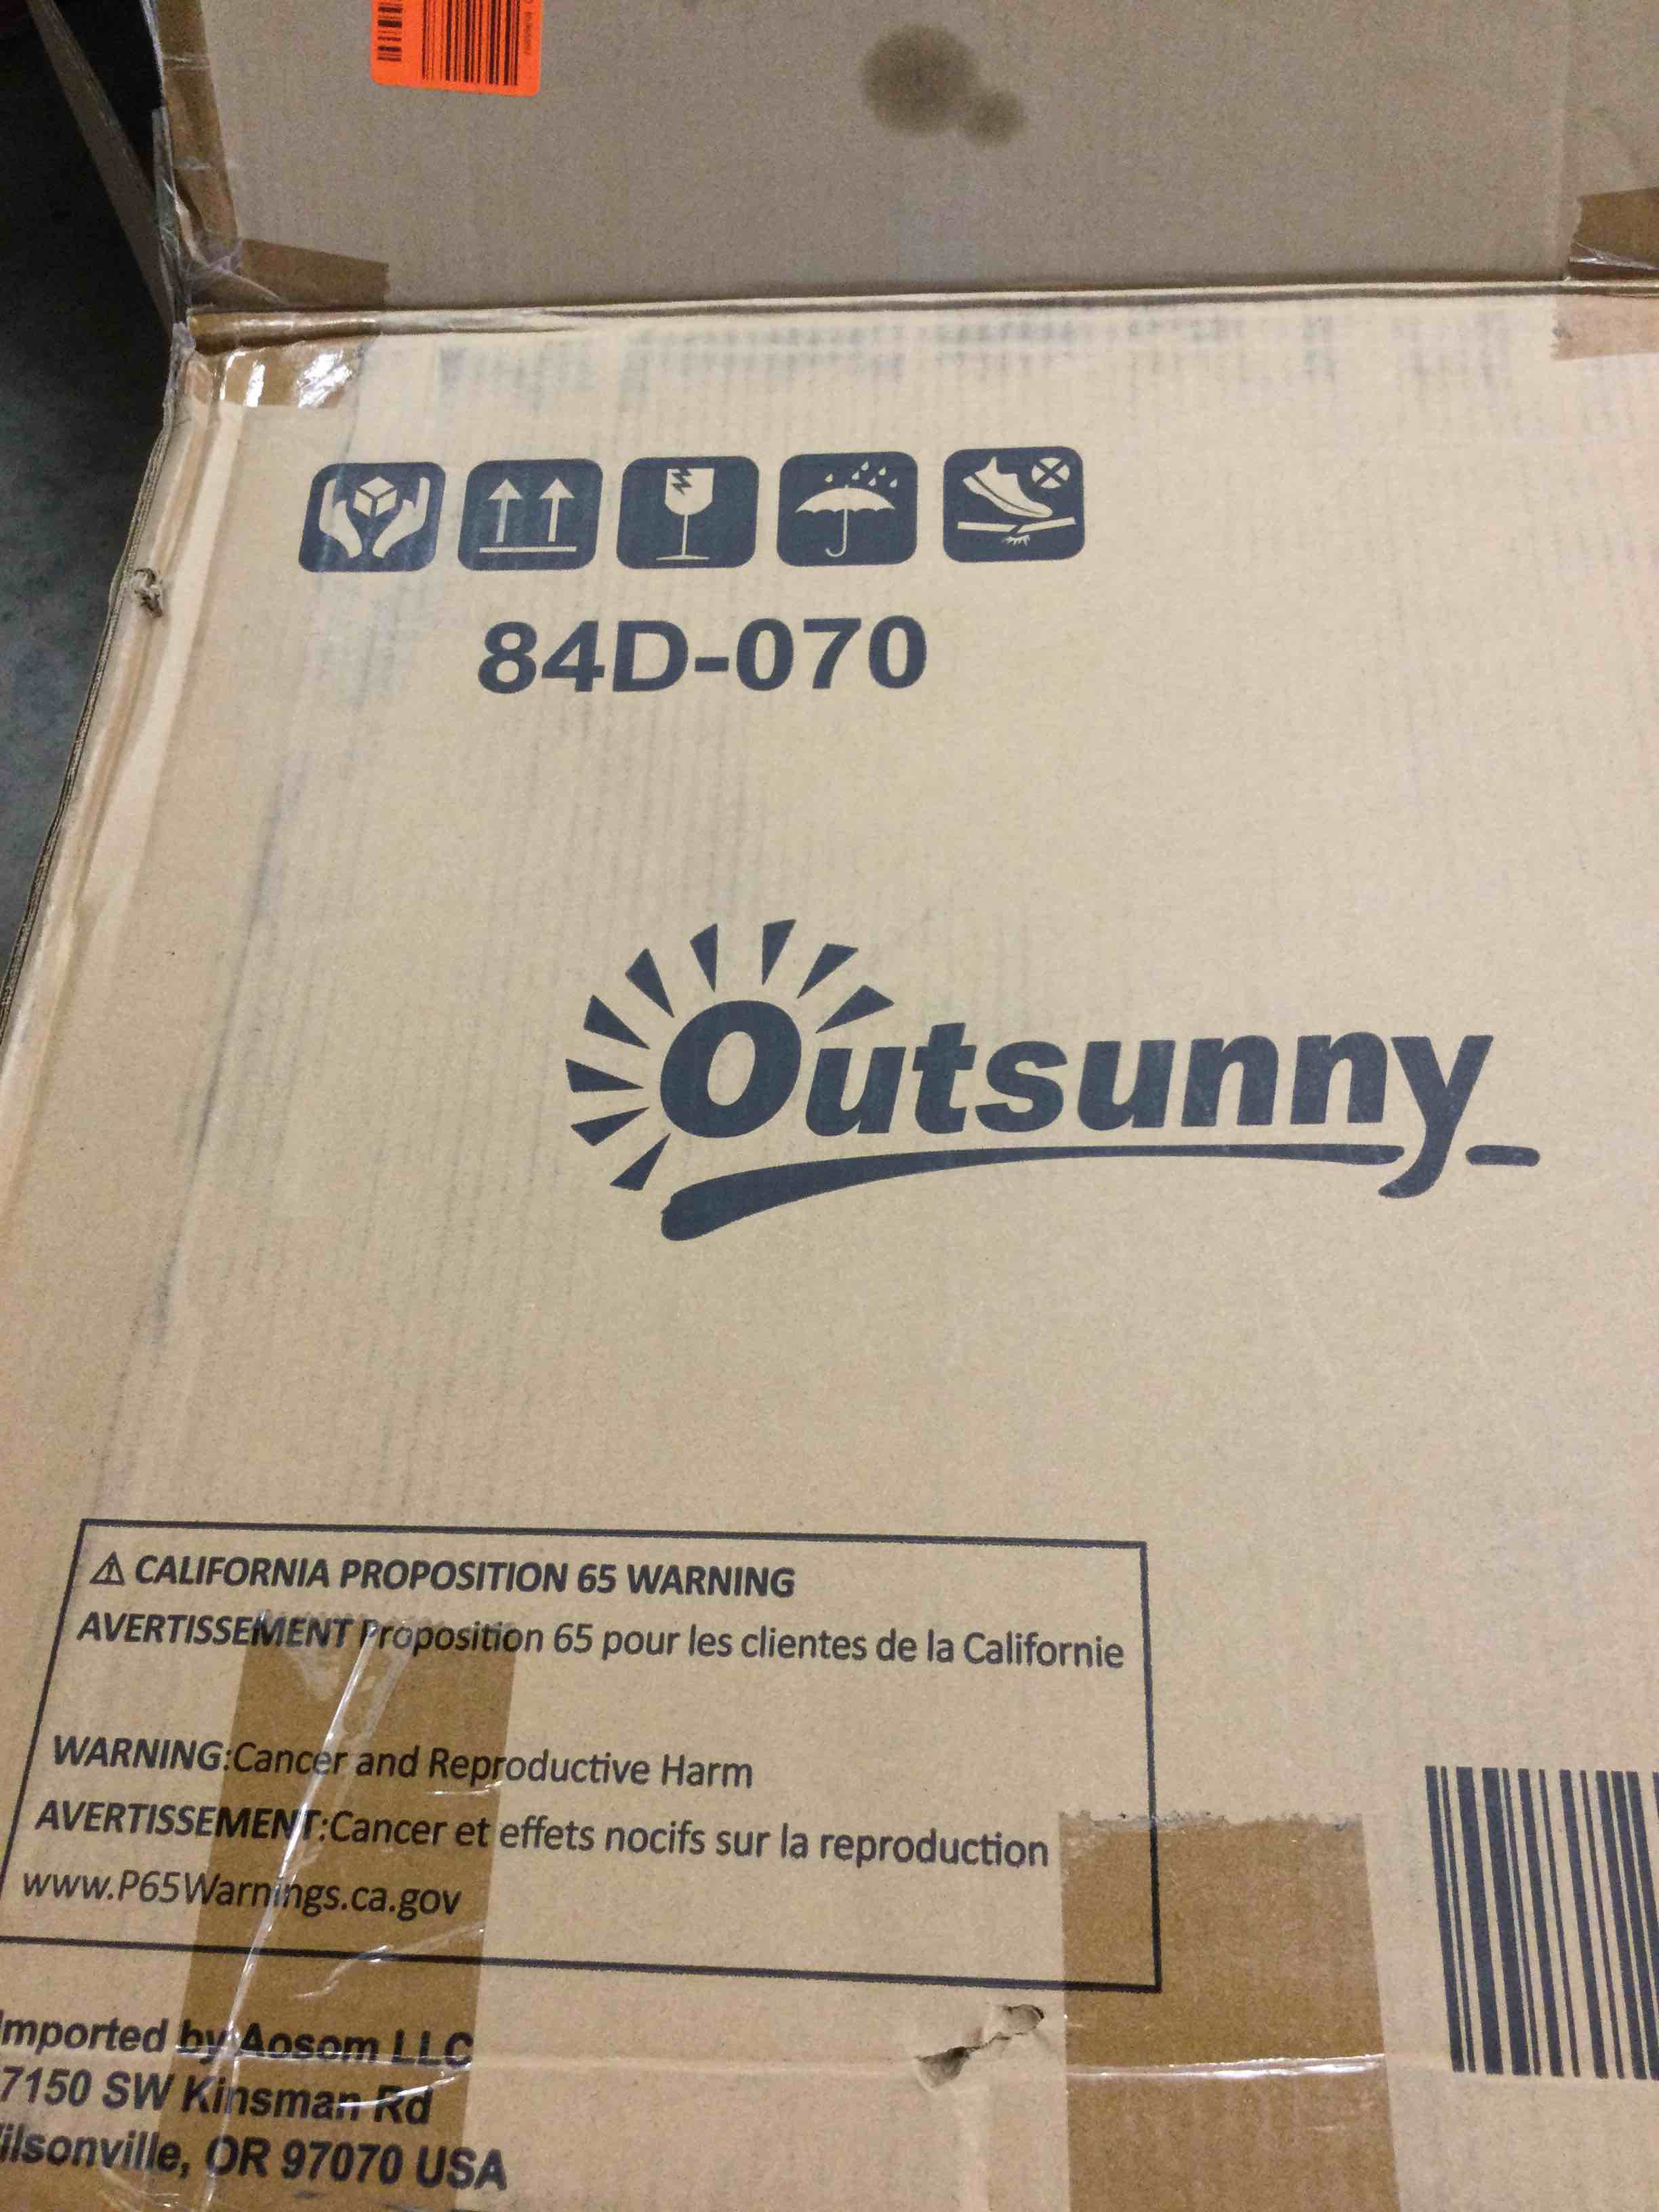 84D-070
Outsunny
⚠ CALIFORNIA PROPOSITION 65 WARNING
AVERTISSEMENT Proposition 65 pour les clientes de la Californie
WARNING:Cancer and Reproductive Harm
AVERTISSEMENT:Cancer et effets nocifs sur la reproduction
www.P65Warnings.ca.gov
mported by Aosom LLC
7150 SW Kinsman Rd
ilsonville, OR 97070 USA